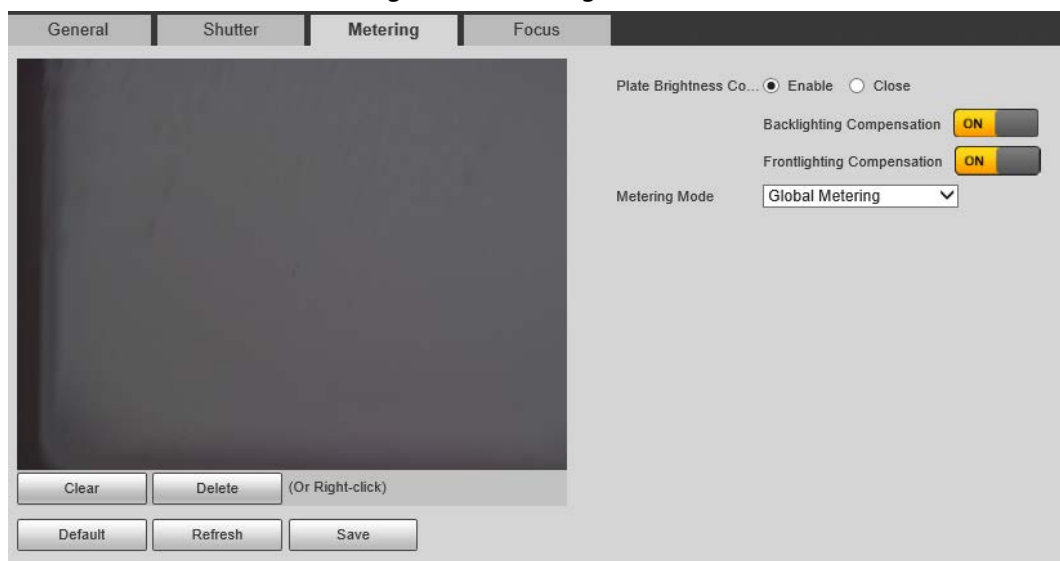 General Shutter Metering Focus
Plate Brightness Co... Enable Close
Backlighting Compensation ON
Frontlighting Compensation ON
Metering Mode Global Metering
Clear Delete (Or Right-click)
Default Refresh Save